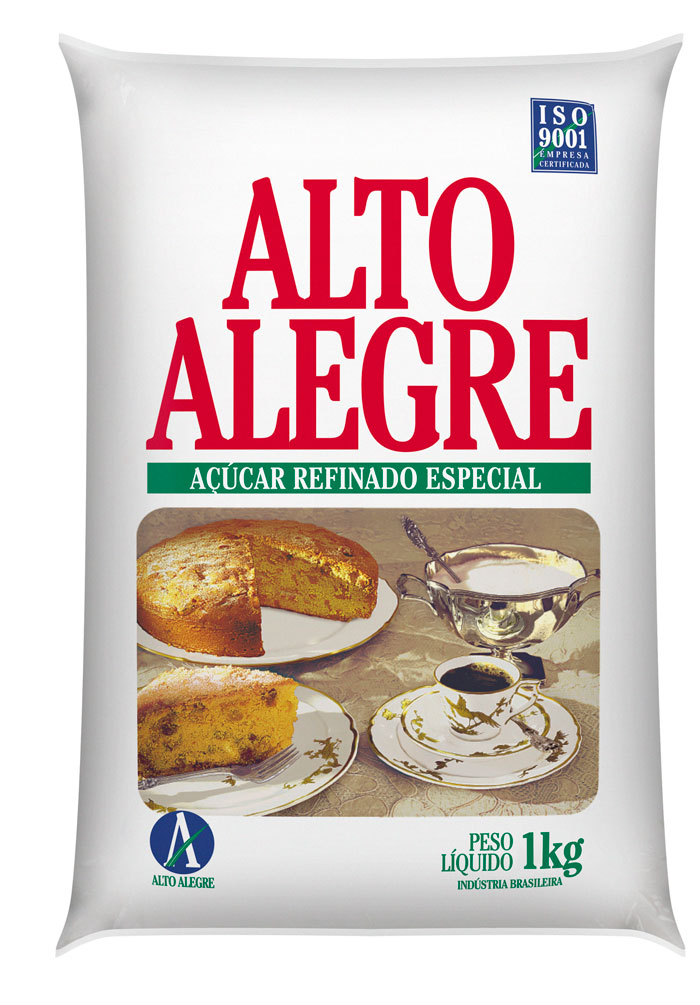 ISO
9001
EMPRESA
CERTIFICADA
ALTO
ALEGRE
AÇÚCAR REFINADO ESPECIAL
A
ALTO ALEGRE
PESO
LÍQUIDO 1kg
INDÚSTRIA BRASILEIRA